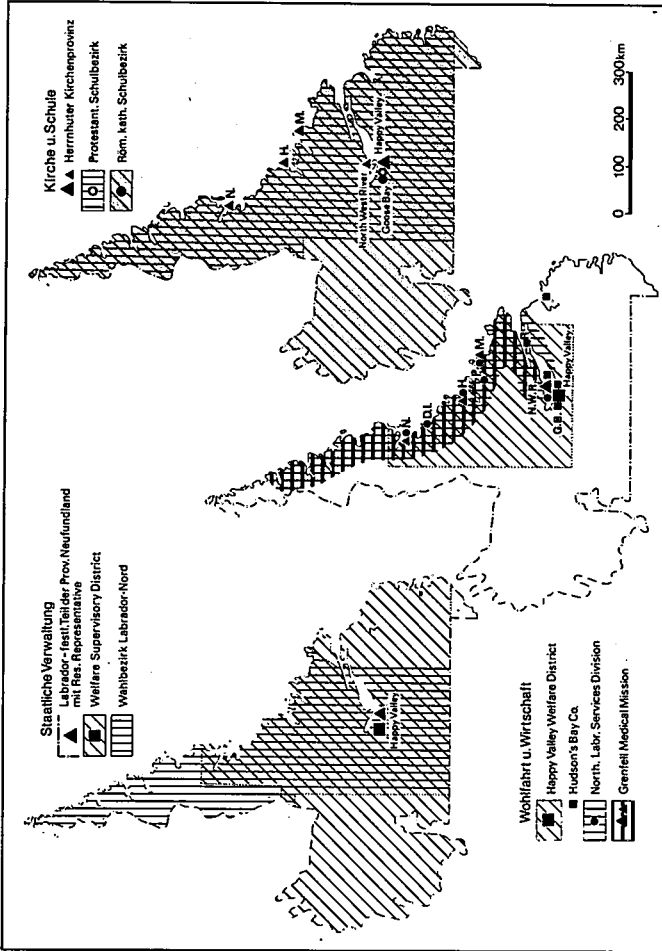 Staatliche Verwaltung
Labrador-festl. Teil der Prov. Neufundland
mit Res. Representative
Welfare Supervisory District
Wahlbezirk Labrador-Nord
Happy Valley
Kirche u. Schule
Herrnhuter Kirchenprovinz
Protestant. Schulbezirk
Röm. kath. Schulbezirk
N.
H.
M.
North West River
Goose Bay
Happy Valley
Wohlfahrt u. Wirtschaft
Happy Valley Welfare District
Hudson's Bay Co.
North. Labr. Services Division
Grenfell Medical Mission
N.
D.I.
H.
P.
M.
N.W.R.
G.B.
Happy Valley
0 100 200 300km